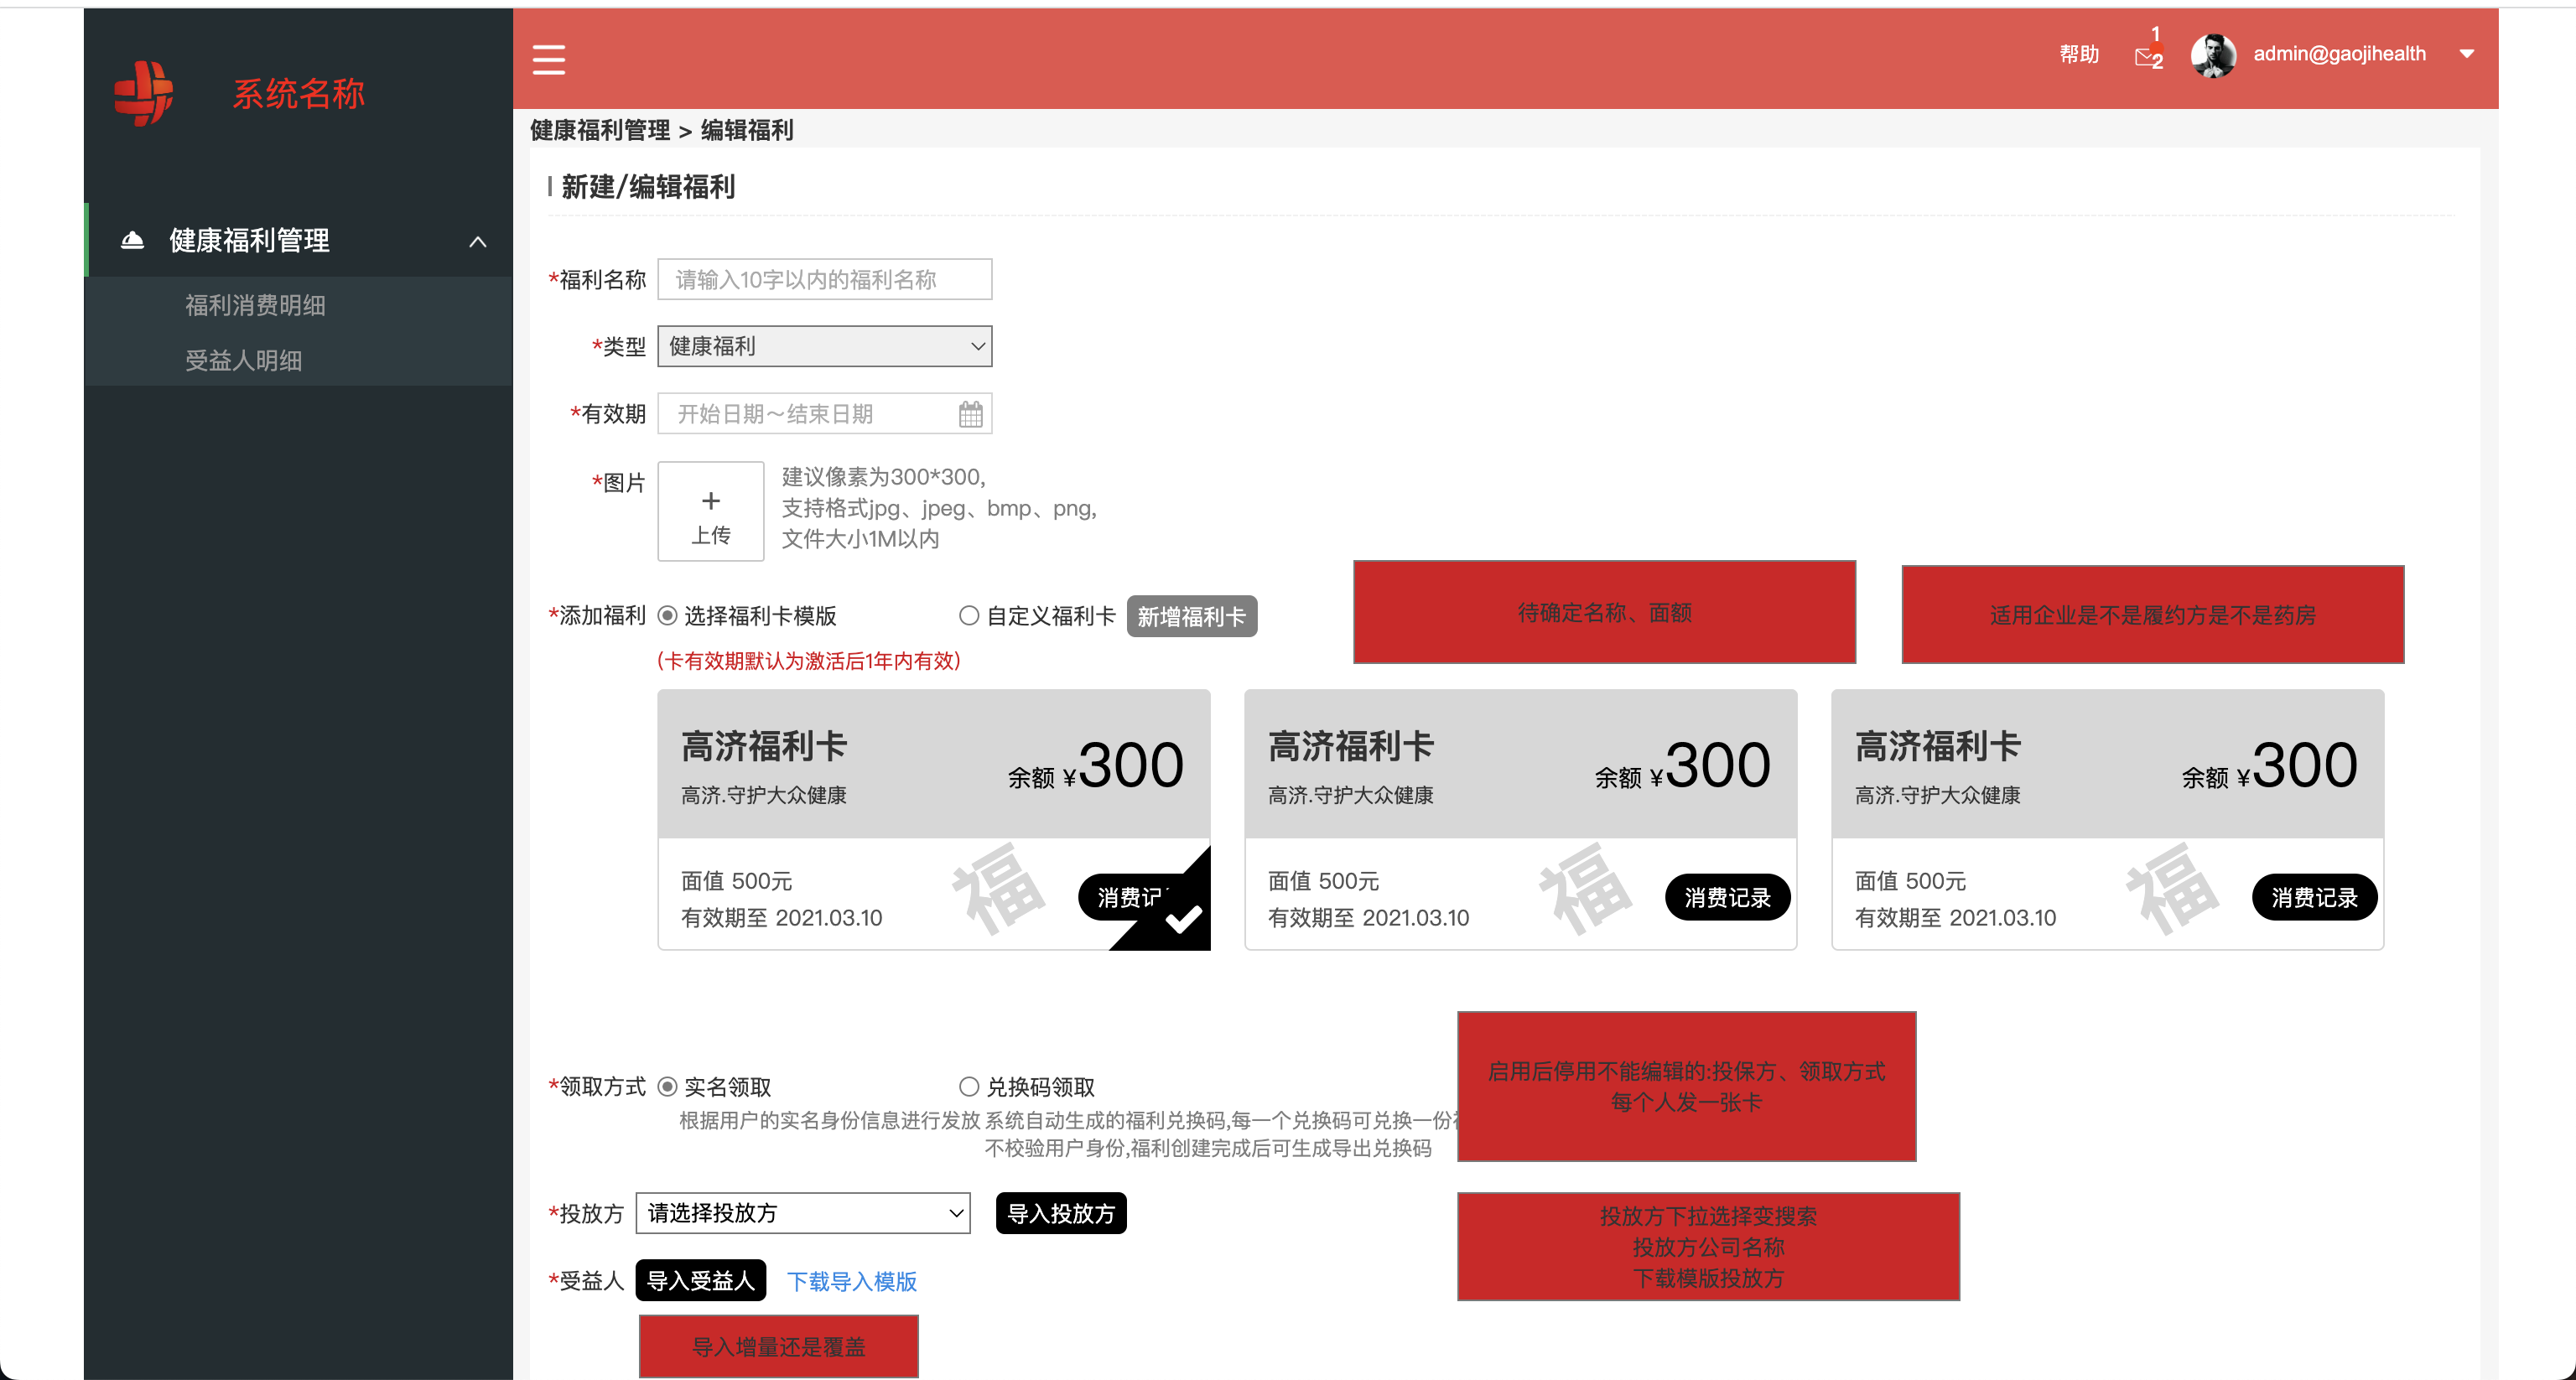 系统名称
帮助
1
2
admin@gaojihealth
健康福利管理 > 编辑福利
新建/编辑福利
健康福利管理
福利消费明细
受益人明细
*福利名称 请输入10字以内的福利名称
*类型 健康福利
*有效期 开始日期~结束日期
*图片
+
上传
建议像素为300*300,
支持格式jpg、jpeg、bmp、png,
文件大小1M以内
*添加福利 选择福利卡模版 自定义福利卡 新增福利卡
待确定名称、面额
适用企业是不是履约方是不是药房
(卡有效期默认为激活后1年内有效)
高济福利卡
余额 ¥300
高济.守护大众健康
面值 500元
有效期至 2021.03.10
福
消费记
高济福利卡
余额 ¥300
高济.守护大众健康
面值 500元
有效期至 2021.03.10
福
消费记录
高济福利卡
余额 ¥300
高济.守护大众健康
面值 500元
有效期至 2021.03.10
福
消费记录
*领取方式 实名领取 兑换码领取
根据用户的实名身份信息进行发放
系统自动生成的福利兑换码,每一个兑换码可兑换一份
不校验用户身份,福利创建完成后可生成导出兑换码
启用后停用不能编辑的:投保方、领取方式
每个人发一张卡
*投放方 请选择投放方 导入投放方
投放方下拉选择变搜索
投放方公司名称
下载模版投放方
*受益人 导入受益人 下载导入模版
导入增量还是覆盖